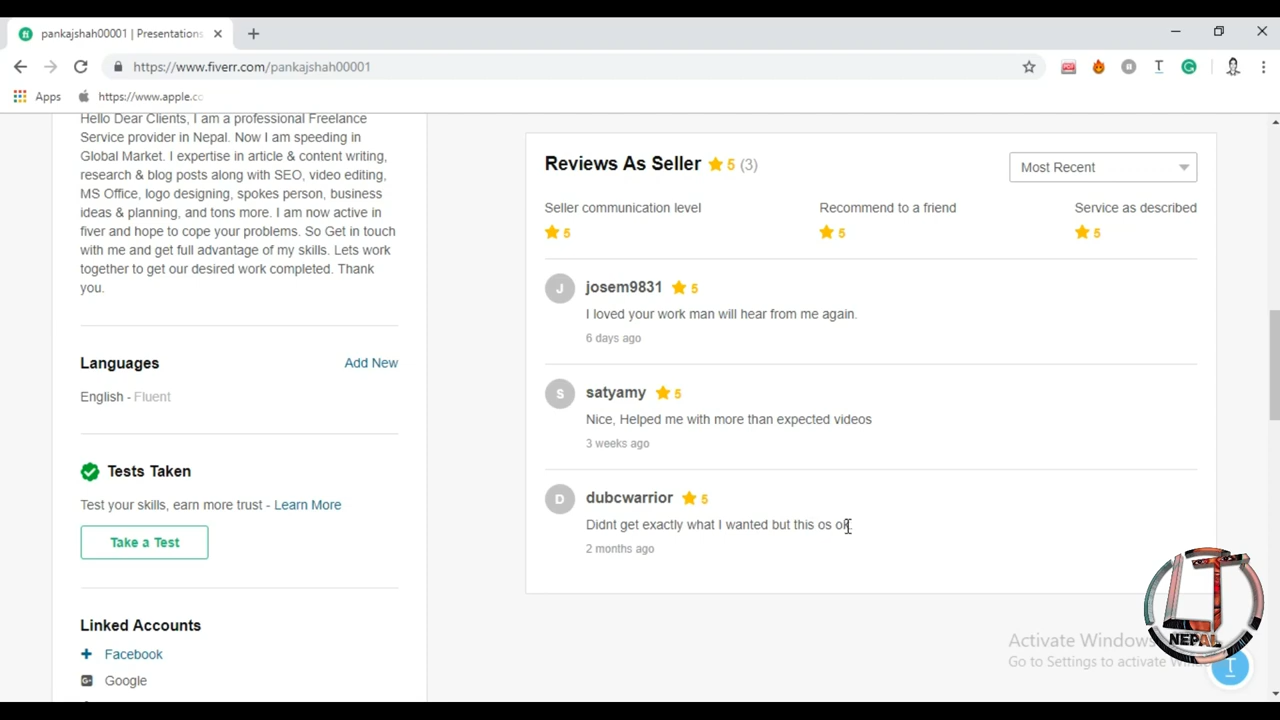 pankajshah00001 | Presentations
https://www.fiverr.com/pankajshah00001
Apps
https://www.apple.co
Hello Dear Clients, I am a professional Freelance
Service provider in Nepal. Now I am speeding in
Global Market. I expertise in article & content writing,
research & blog posts along with SEO, video editing,
MS Office, logo designing, spokes person, business
ideas & planning, and tons more. I am now active in
fiver and hope to cope your problems. So Get in touch
with me and get full advantage of my skills. Lets work
together to get our desired work completed. Thank
you.
Languages
Add New
English - Fluent
Tests Taken
Test your skills, earn more trust - Learn More
Take a Test
Linked Accounts
Facebook
Google
Reviews As Seller 5 (3)
Most Recent
Seller communication level
Recommend to a friend
Service as described
5
5
5
J
josem9831 5
I loved your work man will hear from me again.
6 days ago
S
satyamy 5
Nice, Helped me with more than expected videos
3 weeks ago
D
dubcwarrior 5
Didnt get exactly what I wanted but this os ok
2 months ago
LT
NEPAL
Activate Windows
Go to Settings to activate